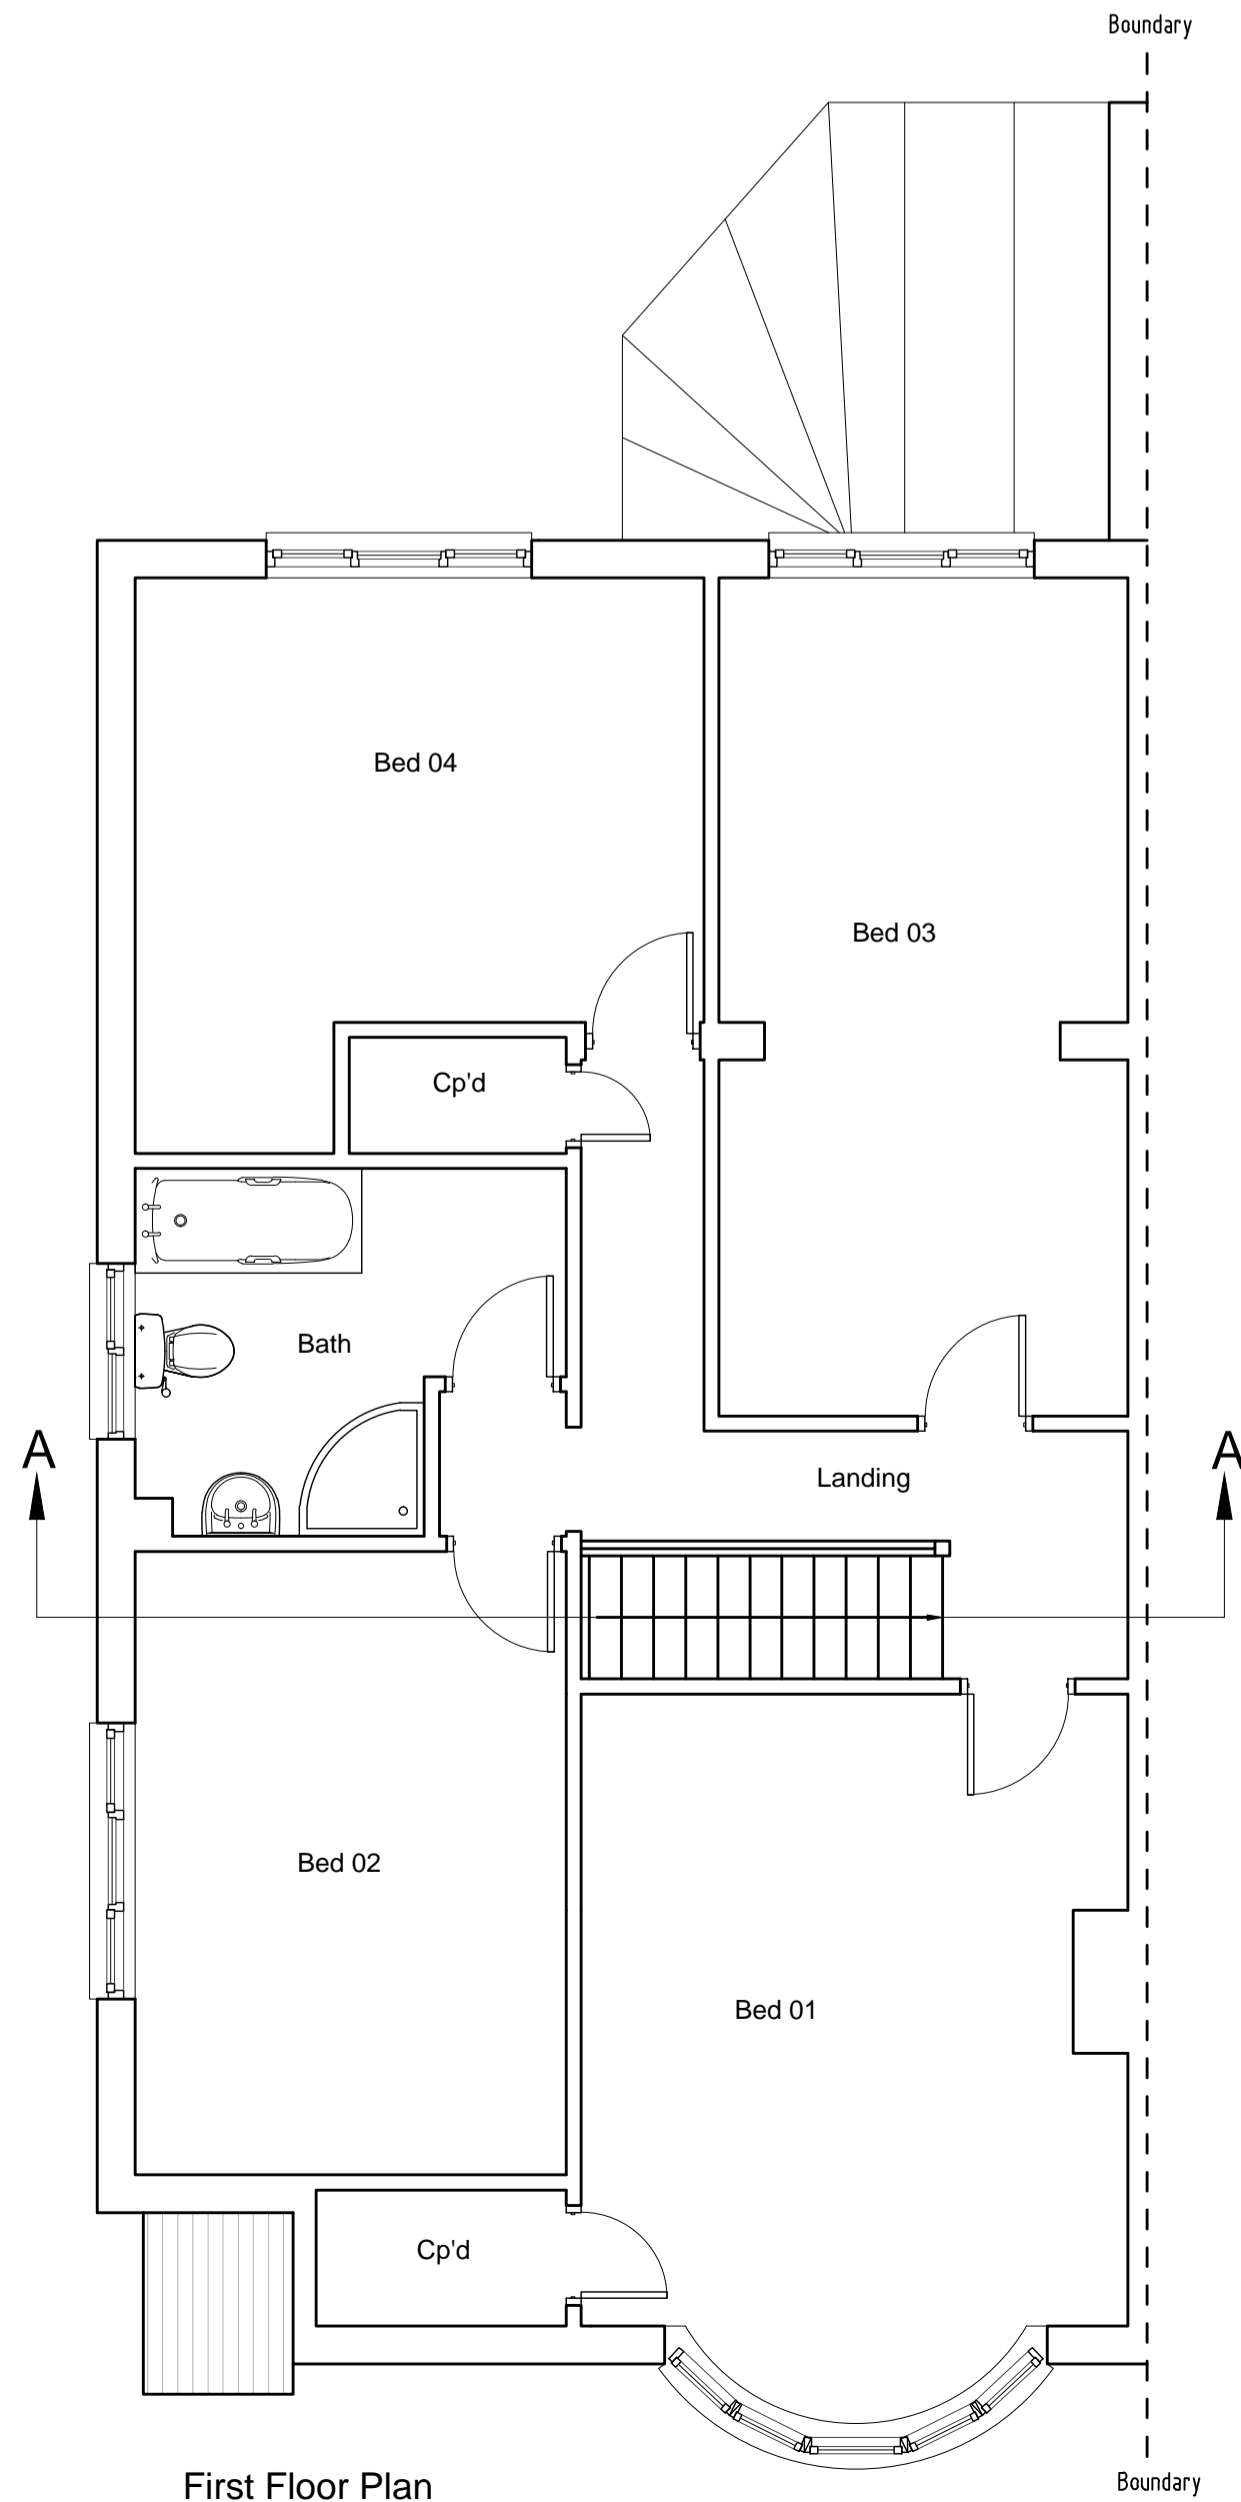 Boundary
Bed 04
Bed 03
Cp'd
Bath
A
A
Landing
Bed 02
Bed 01
Cp'd
First Floor Plan
Boundary